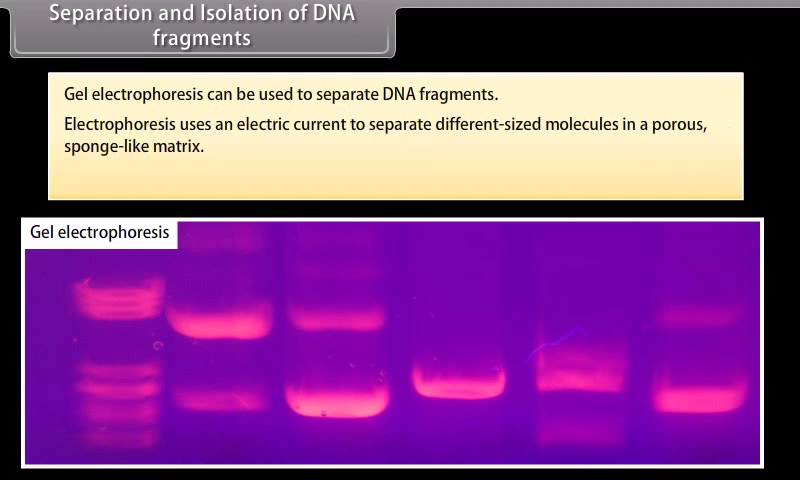 Separation and Isolation of DNA
fragments
Gel electrophoresis can be used to separate DNA fragments.
Electrophoresis uses an electric current to separate different-sized molecules in a porous,
sponge-like matrix.
Gel electrophoresis